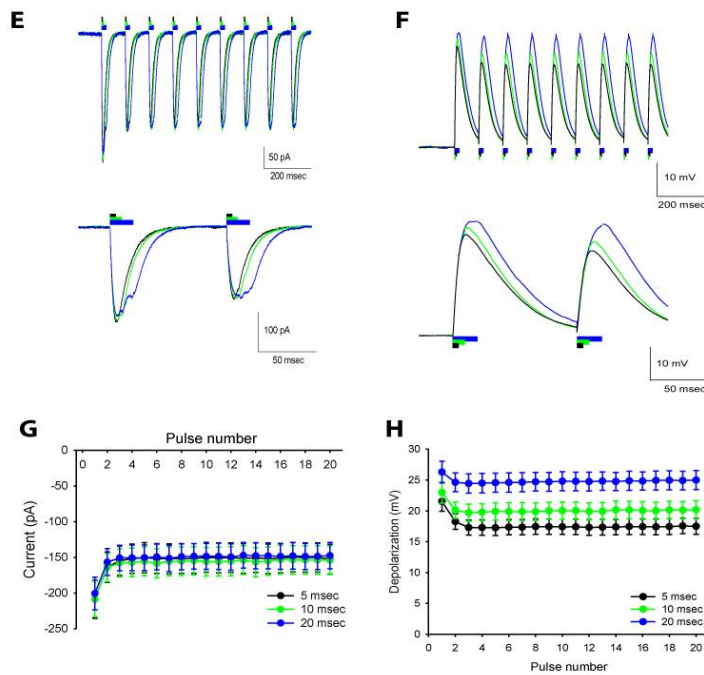 E
50 pA
200 msec
100 pA
50 msec
F
10 mV
200 msec
10 mV
50 msec
G
Pulse number
0 2 4 6 8 10 12 14 16 18 20
0
-50
-100
-150
-200
-250
Current (pA)
5 msec
10 msec
20 msec
H
30
25
20
15
10
5
0
Depolarization (mV)
5 msec
10 msec
20 msec
0 2 4 6 8 10 12 14 16 18 20
Pulse number